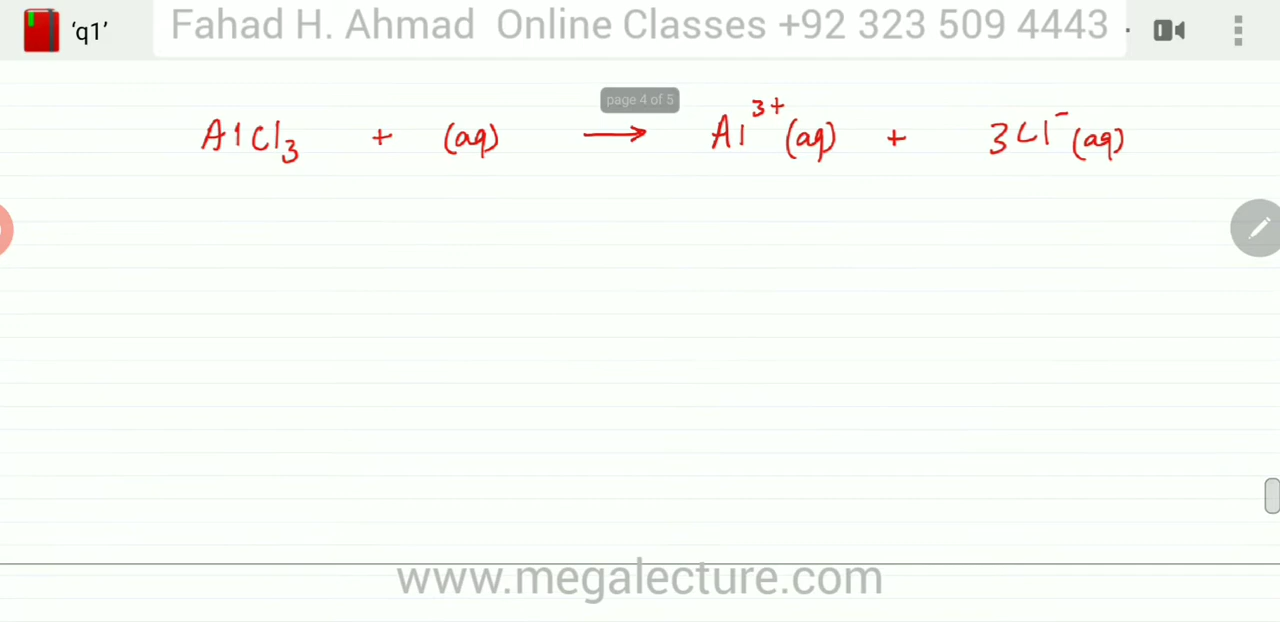 ‘q1’ Fahad H. Ahmad Online Classes +92 323 509 4443
page 4 of 5
AlCl₃ + (aq) → Al³⁺(aq) + 3Cl⁻(aq)
www.megalecture.com